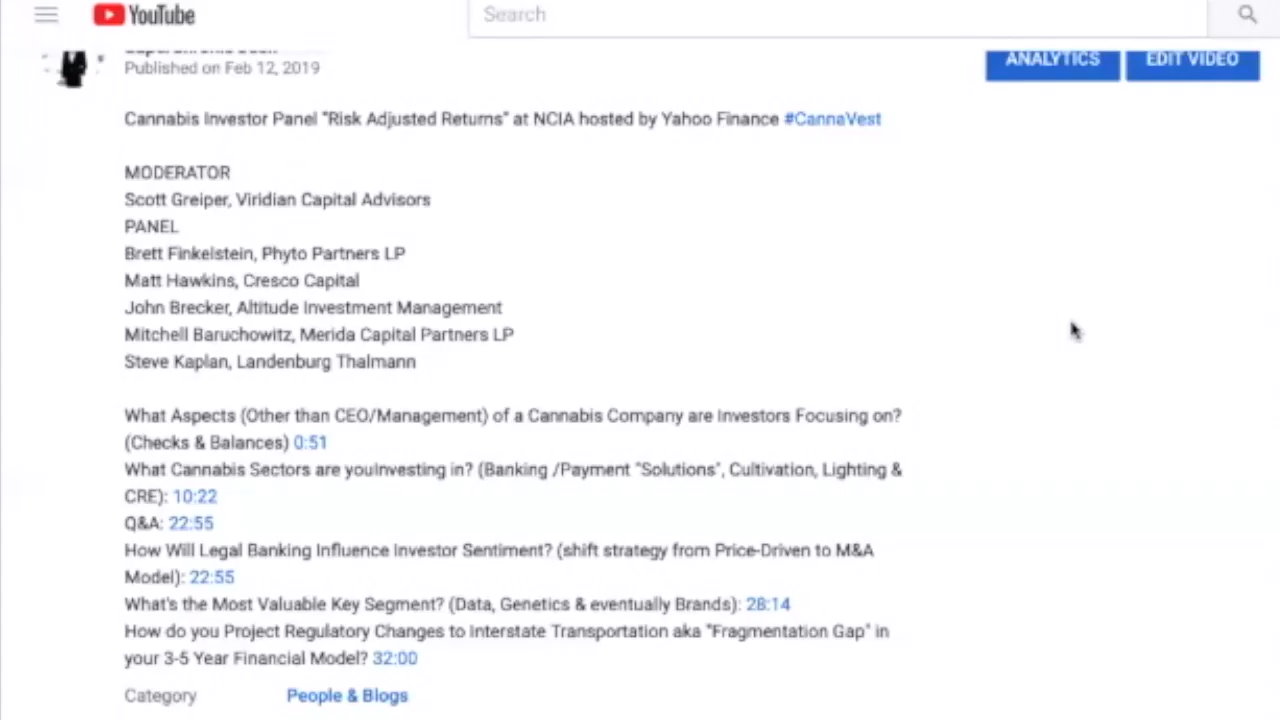 YouTube
Search
Published on Feb 12, 2019
ANALYTICS
EDIT VIDEO
Cannabis Investor Panel "Risk Adjusted Returns" at NCIA hosted by Yahoo Finance #CannaVest
MODERATOR
Scott Greiper, Viridian Capital Advisors
PANEL
Brett Finkelstein, Phyto Partners LP
Matt Hawkins, Cresco Capital
John Brecker, Altitude Investment Management
Mitchell Baruchowitz, Merida Capital Partners LP
Steve Kaplan, Landenburg Thalmann
What Aspects (Other than CEO/Management) of a Cannabis Company are Investors Focusing on?
(Checks & Balances) 0:51
What Cannabis Sectors are youInvesting in? (Banking /Payment "Solutions", Cultivation, Lighting &
CRE): 10:22
Q&A: 22:55
How Will Legal Banking Influence Investor Sentiment? (shift strategy from Price-Driven to M&A
Model): 22:55
What's the Most Valuable Key Segment? (Data, Genetics & eventually Brands): 28:14
How do you Project Regulatory Changes to Interstate Transportation aka "Fragmentation Gap" in
your 3-5 Year Financial Model? 32:00
Category
People & Blogs